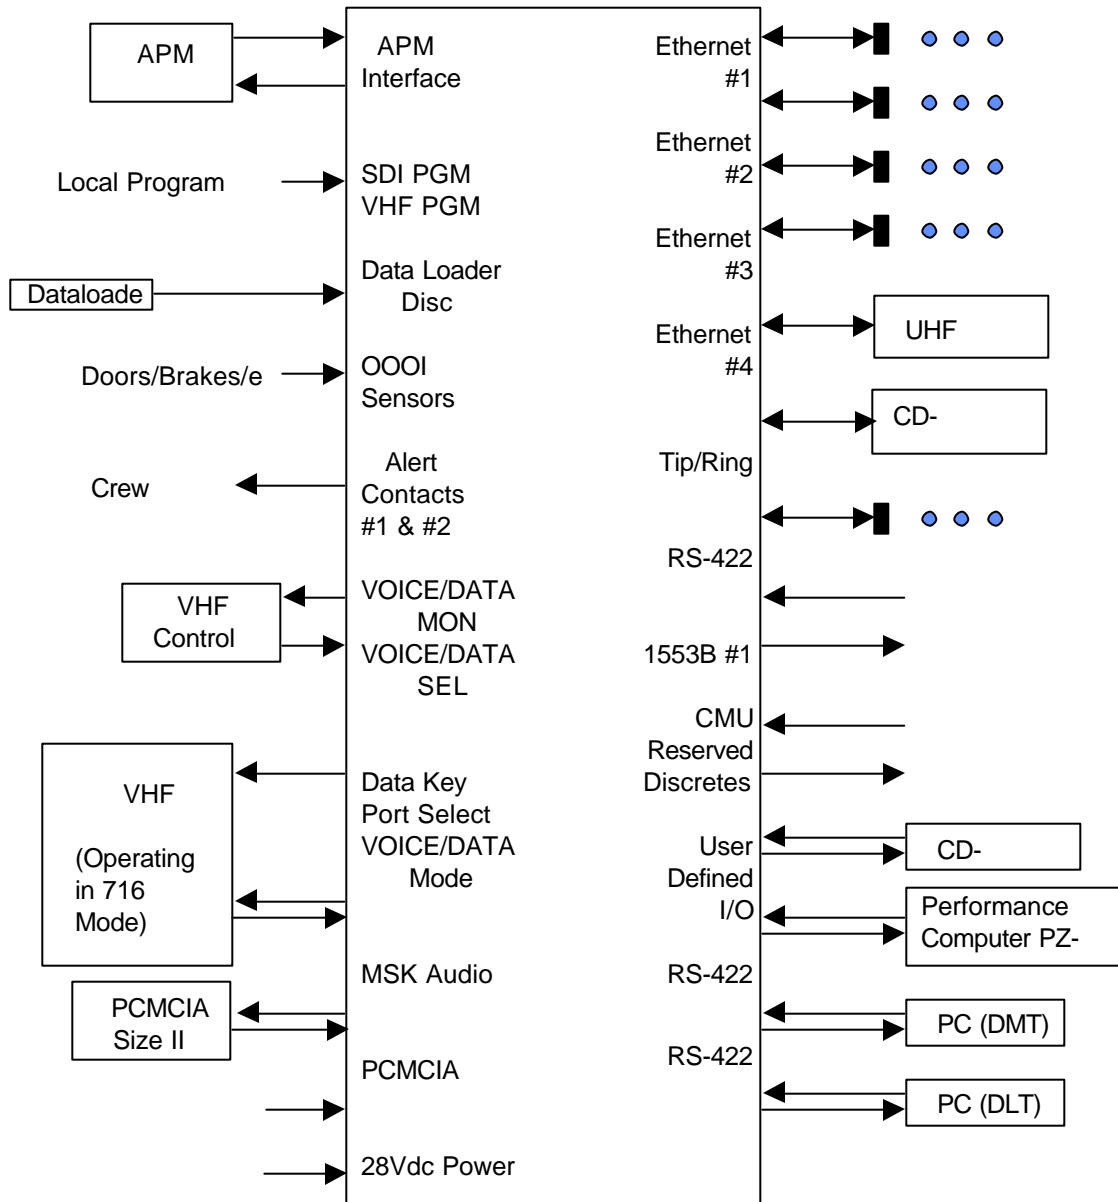 APM
APM
Interface
Local Program
SDI PGM
VHF PGM
Dataloade
Data Loader
Disc
Doors/Brakes/e
OOOI
Sensors
Crew
Alert
Contacts
#1 & #2
VHF
Control
VOICE/DATA
MON
VOICE/DATA
SEL
VHF
(Operating
in 716
Mode)
Data Key
Port Select
VOICE/DATA
Mode
MSK Audio
PCMCIA
Size II
PCMCIA
28Vdc Power
Ethernet
#1
Ethernet
#2
Ethernet
#3
Ethernet
#4
UHF
CD-
Tip/Ring
RS-422
1553B #1
CMU
Reserved
Discretes
User
Defined
I/O
CD-
Performance
Computer PZ-
RS-422
PC (DMT)
RS-422
PC (DLT)